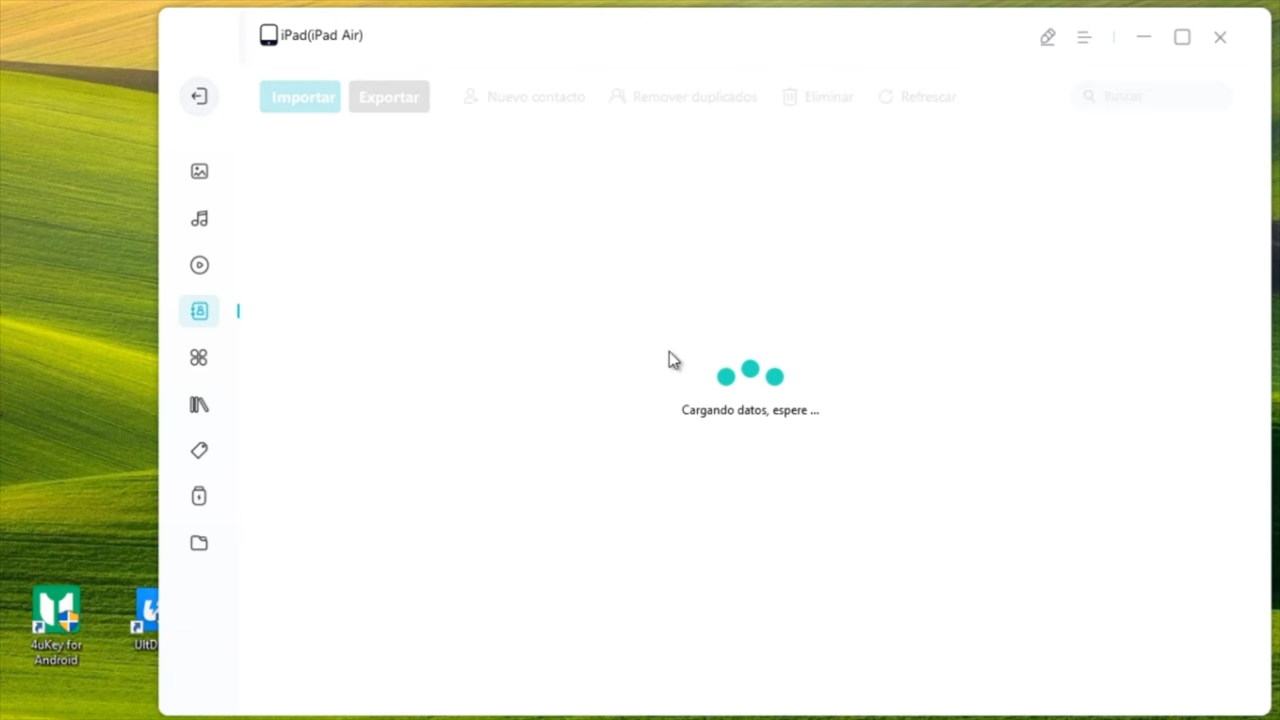 iPad(iPad Air)
Importar
Exportar
Nuevo contacto
Remover duplicados
Eliminar
Refrescar
Buscar
Cargando datos, espere ...
4uKey for
Android
UltD